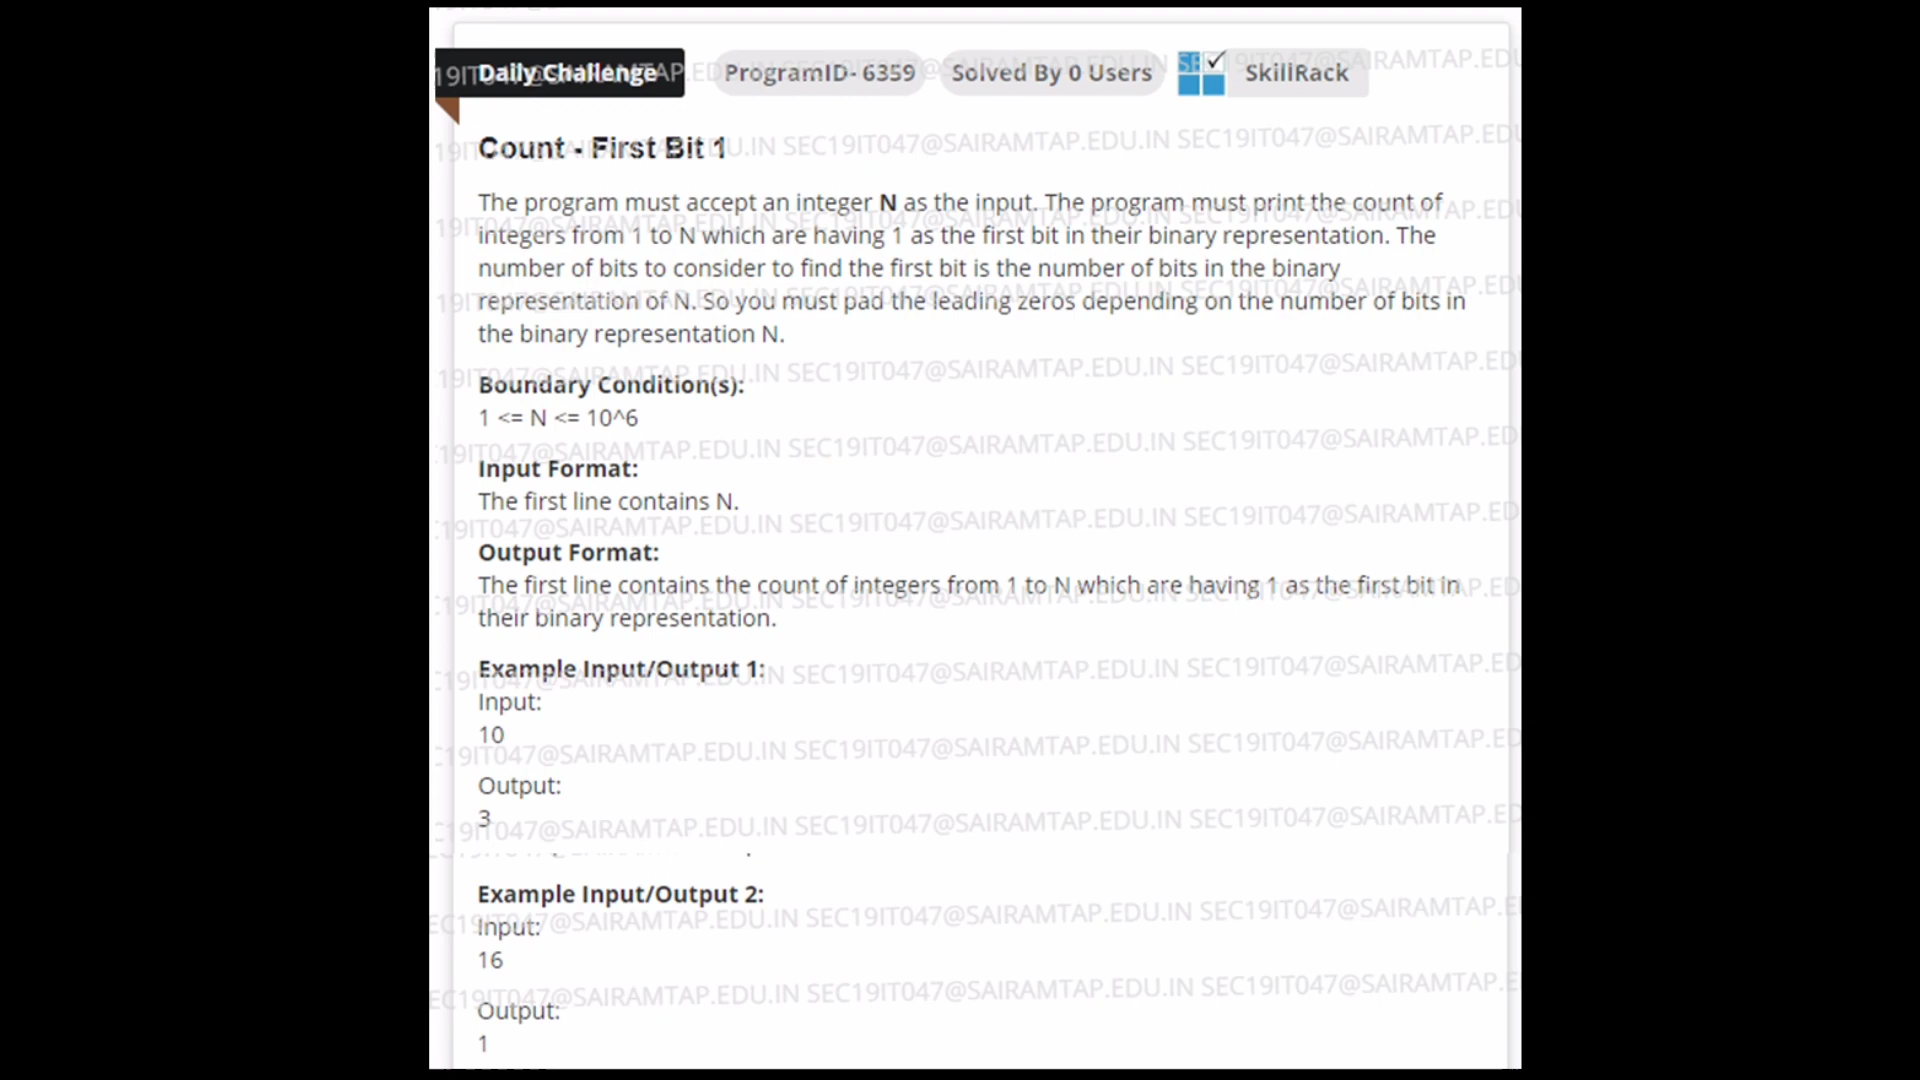 Daily Challenge ProgramID- 6359 Solved By 0 Users SkillRack
Count - First Bit 1
The program must accept an integer N as the input. The program must print the count of
integers from 1 to N which are having 1 as the first bit in their binary representation. The
number of bits to consider to find the first bit is the number of bits in the binary
representation of N. So you must pad the leading zeros depending on the number of bits in
the binary representation N.
Boundary Condition(s):
1 <= N <= 10^6
Input Format:
The first line contains N.
Output Format:
The first line contains the count of integers from 1 to N which are having 1 as the first bit in
their binary representation.
Example Input/Output 1:
Input:
10
Output:
3
Example Input/Output 2:
Input:
16
Output:
1